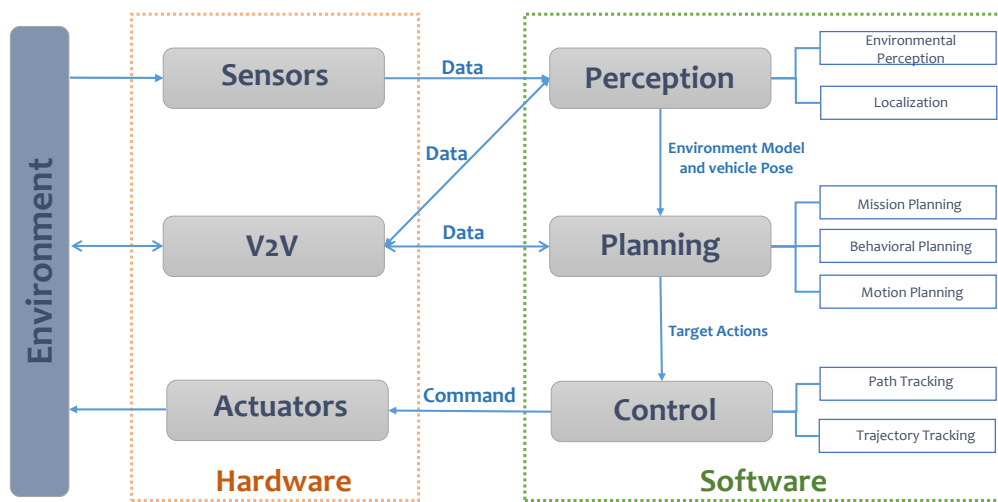 Environment
Sensors
Data
Perception
Environmental
Perception
Localization
Data
Environment Model
and vehicle Pose
V2V
Data
Planning
Mission Planning
Behavioral Planning
Motion Planning
Target Actions
Actuators
Command
Control
Path Tracking
Trajectory Tracking
Hardware
Software